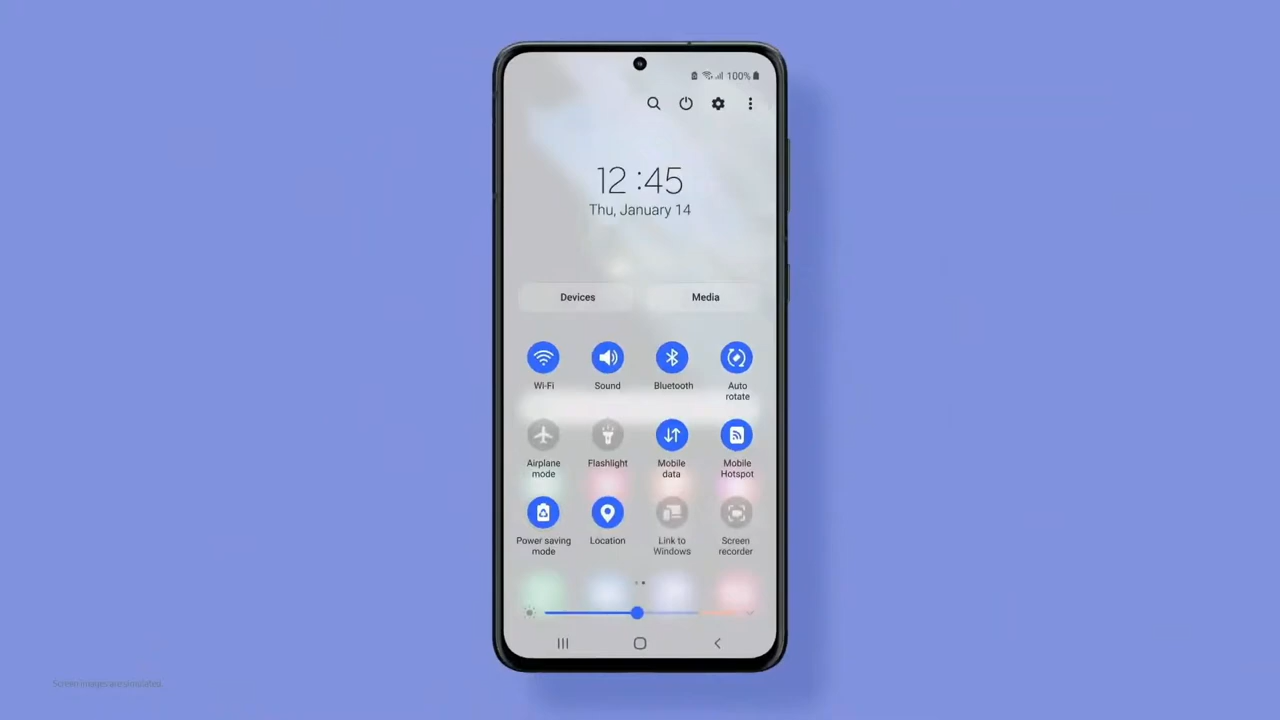 100%
12:45
Thu, January 14
Devices Media
Wi-Fi Sound Bluetooth Auto rotate
Airplane mode Flashlight Mobile data Mobile Hotspot
Power saving mode Location Link to Windows Screen recorder
Screen images are simulated.